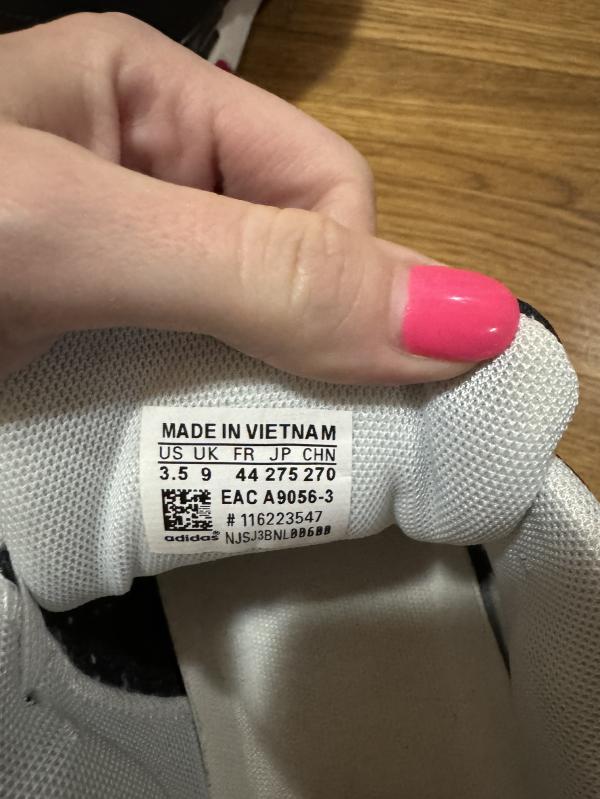 MADE IN VIETNAM
US UK FR JP CHN
3.5 9 44 275 270
EAC A9056-3
# 116223547
adidas NJSJ3BNL00600